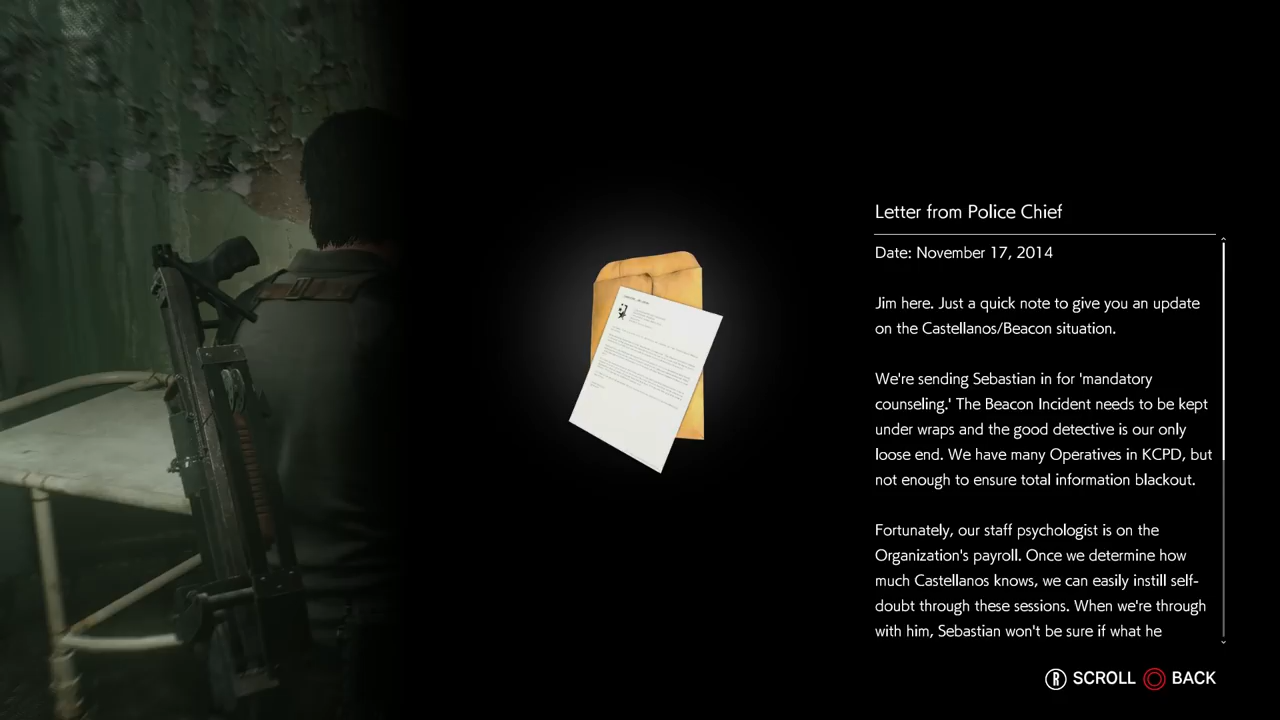 Letter from Police Chief
Date: November 17, 2014
Jim here. Just a quick note to give you an update
on the Castellanos/Beacon situation.
We're sending Sebastian in for 'mandatory
counseling.' The Beacon Incident needs to be kept
under wraps and the good detective is our only
loose end. We have many Operatives in KCPD, but
not enough to ensure total information blackout.
Fortunately, our staff psychologist is on the
Organization's payroll. Once we determine how
much Castellanos knows, we can easily instill self-
doubt through these sessions. When we're through
with him, Sebastian won't be sure if what he
R SCROLL BACK